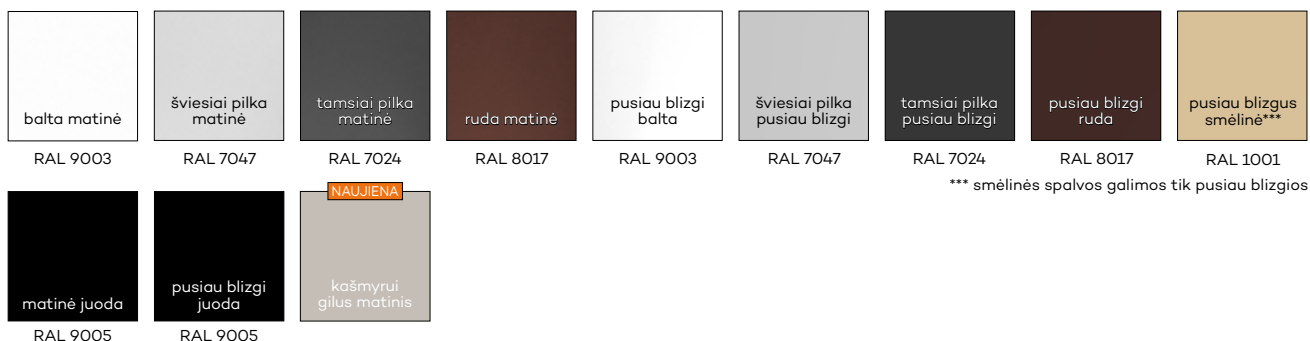 balta matinė
šviesiai pilka
matinė
tamsiai pilka
matinė
ruda matinė
pusiau blizgi
balta
šviesiai pilka
pusiau blizgi
tamsiai pilka
pusiau blizgi
pusiau blizgi
ruda
pusiau blizgus
smėlinė***
RAL 9003
RAL 7047
RAL 7024
RAL 8017
RAL 9003
RAL 7047
RAL 7024
RAL 8017
RAL 1001
*** smėlinės spalvos galimos tik pusiau blizgios
NAUJIENA
matinė juoda
pusiau blizgi
juoda
kašmyrui
gilus matinis
RAL 9005
RAL 9005